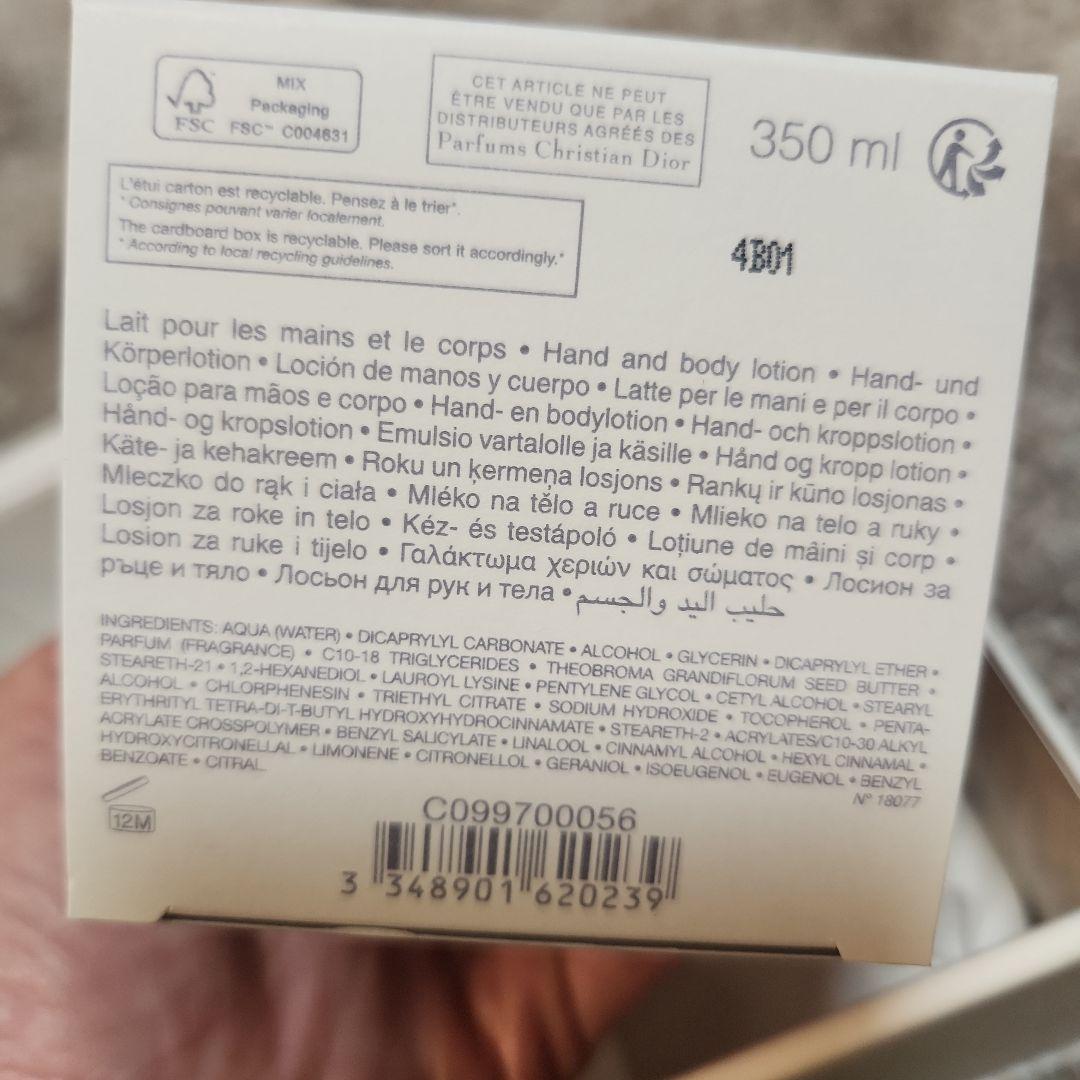 MIX
Packaging
FSC FSC™ C004631
CET ARTICLE NE PEUT
ÊTRE VENDU QUE PAR LES
DISTRIBUTEURS AGRÉÉS DES
Parfums Christian Dior
350 ml
L'étui carton est recyclable. Pensez à le trier*.
* Consignes pouvant varier localement.
The cardboard box is recyclable. Please sort it accordingly.*
* According to local recycling guidelines.
4B01
Lait pour les mains et le corps • Hand and body lotion • Hand- und
Körperlotion • Loción de manos y cuerpo • Latte per le mani e per il corpo •
Loção para mãos e corpo • Hand- en bodylotion • Hand- och kroppslotion •
Hånd- og kropslotion • Emulsio vartalolle ja käsille • Hånd og kropp lotion •
Käte- ja kehakreem • Roku un ķermeņa losjons • Rankų ir kūno losjonas •
Mleczko do rąk i ciała • Mléko na tělo a ruce • Mlieko na telo a ruky •
Losjon za roke in telo • Kéz- és testápoló • Loțiune de mâini și corp •
Losion za ruke i tijelo • Γαλάκτωμα χεριών και σώματος • Лосион за
ръце и тяло • Лосьон для рук и тела • حليب اليد والجسم
INGREDIENTS: AQUA (WATER) • DICAPRYLYL CARBONATE • ALCOHOL • GLYCERIN • DICAPRYLYL ETHER •
PARFUM (FRAGRANCE) • C10-18 TRIGLYCERIDES • THEOBROMA GRANDIFLORUM SEED BUTTER •
STEARETH-21 • 1,2-HEXANEDIOL • LAUROYL LYSINE • PENTYLENE GLYCOL • CETYL ALCOHOL • STEARYL
ALCOHOL • CHLORPHENESIN • TRIETHYL CITRATE • SODIUM HYDROXIDE • TOCOPHEROL • PENTA-
ERYTHRITYL TETRA-DI-T-BUTYL HYDROXYHYDROCINNAMATE • STEARETH-2 • ACRYLATES/C10-30 ALKYL
ACRYLATE CROSSPOLYMER • BENZYL SALICYLATE • LINALOOL • CINNAMYL ALCOHOL • HEXYL CINNAMAL •
HYDROXYCITRONELLAL • LIMONENE • CITRONELLOL • GERANIOL • ISOEUGENOL • EUGENOL • BENZYL
BENZOATE • CITRAL
N° 18077
12M
C099700056
3 348901 620239